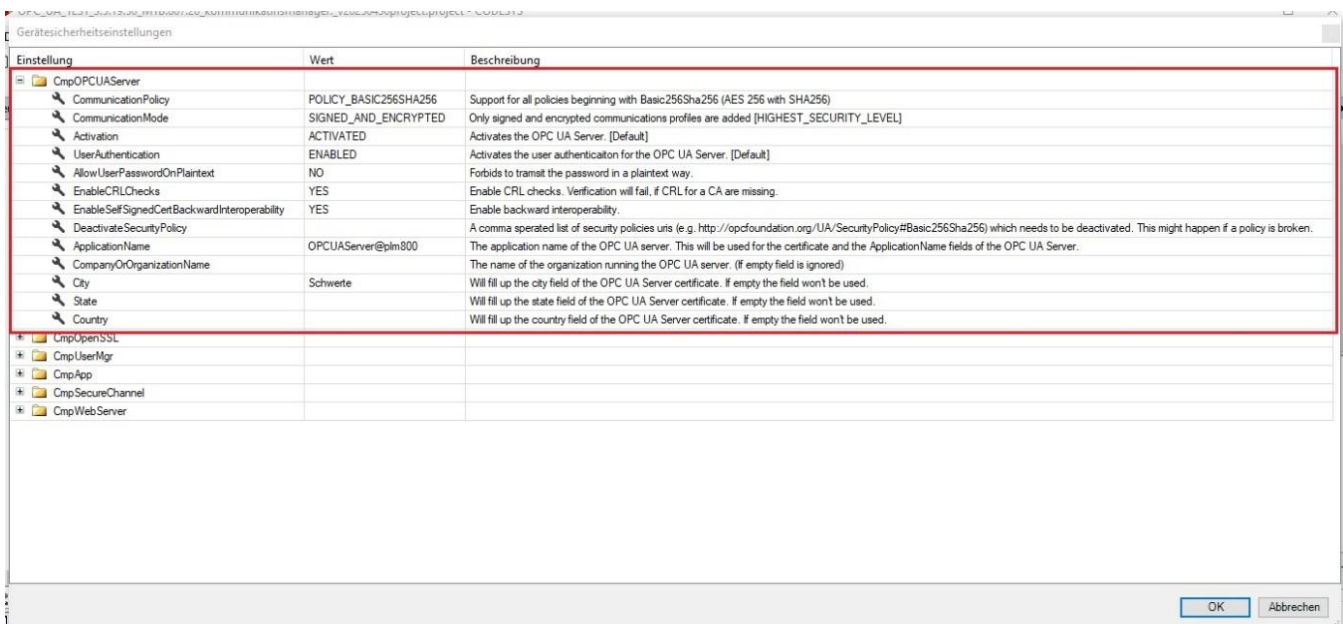 Gerätesicherheitseinstellungen
Einstellung Wert Beschreibung
CmpOPCUAServer
CommunicationPolicy POLICY_BASIC256SHA256 Support for all policies beginning with Basic256Sha256 (AES 256 with SHA256)
CommunicationMode SIGNED_AND_ENCRYPTED Only signed and encrypted communications profiles are added [HIGHEST_SECURITY_LEVEL]
Activation ACTIVATED Activates the OPC UA Server. [Default]
UserAuthentication ENABLED Activates the user authenticaiton for the OPC UA Server. [Default]
AllowUserPasswordOnPlaintext NO Forbids to transit the password in a plaintext way.
EnableCRLChecks YES Enable CRL checks. Verification will fail, if CRL for a CA are missing.
EnableSelfSignedCertBackwardInteroperability YES Enable backward interoperability.
DeactivateSecurityPolicy A comma sperated list of security policies uris (e.g. http://opcfoundation.org/UA/SecurityPolicy#Basic256Sha256) which needs to be deactivated. This might happen if a policy is broken.
ApplicationName OPCUAServer@plm800 The application name of the OPC UA server. This will be used for the certificate and the ApplicationName fields of the OPC UA Server.
CompanyOrOrganizationName The name of the organization running the OPC UA server. (If empty field is ignored)
City Schwerte Will fill up the city field of the OPC UA Server certificate. If empty the field won't be used.
State Will fill up the state field of the OPC UA Server certificate. If empty the field won't be used.
Country Will fill up the country field of the OPC UA Server certificate. If empty the field won't be used.
CmpOpenSSL
CmpUserMgr
CmpApp
CmpSecureChannel
CmpWebServer
OK Abbrechen